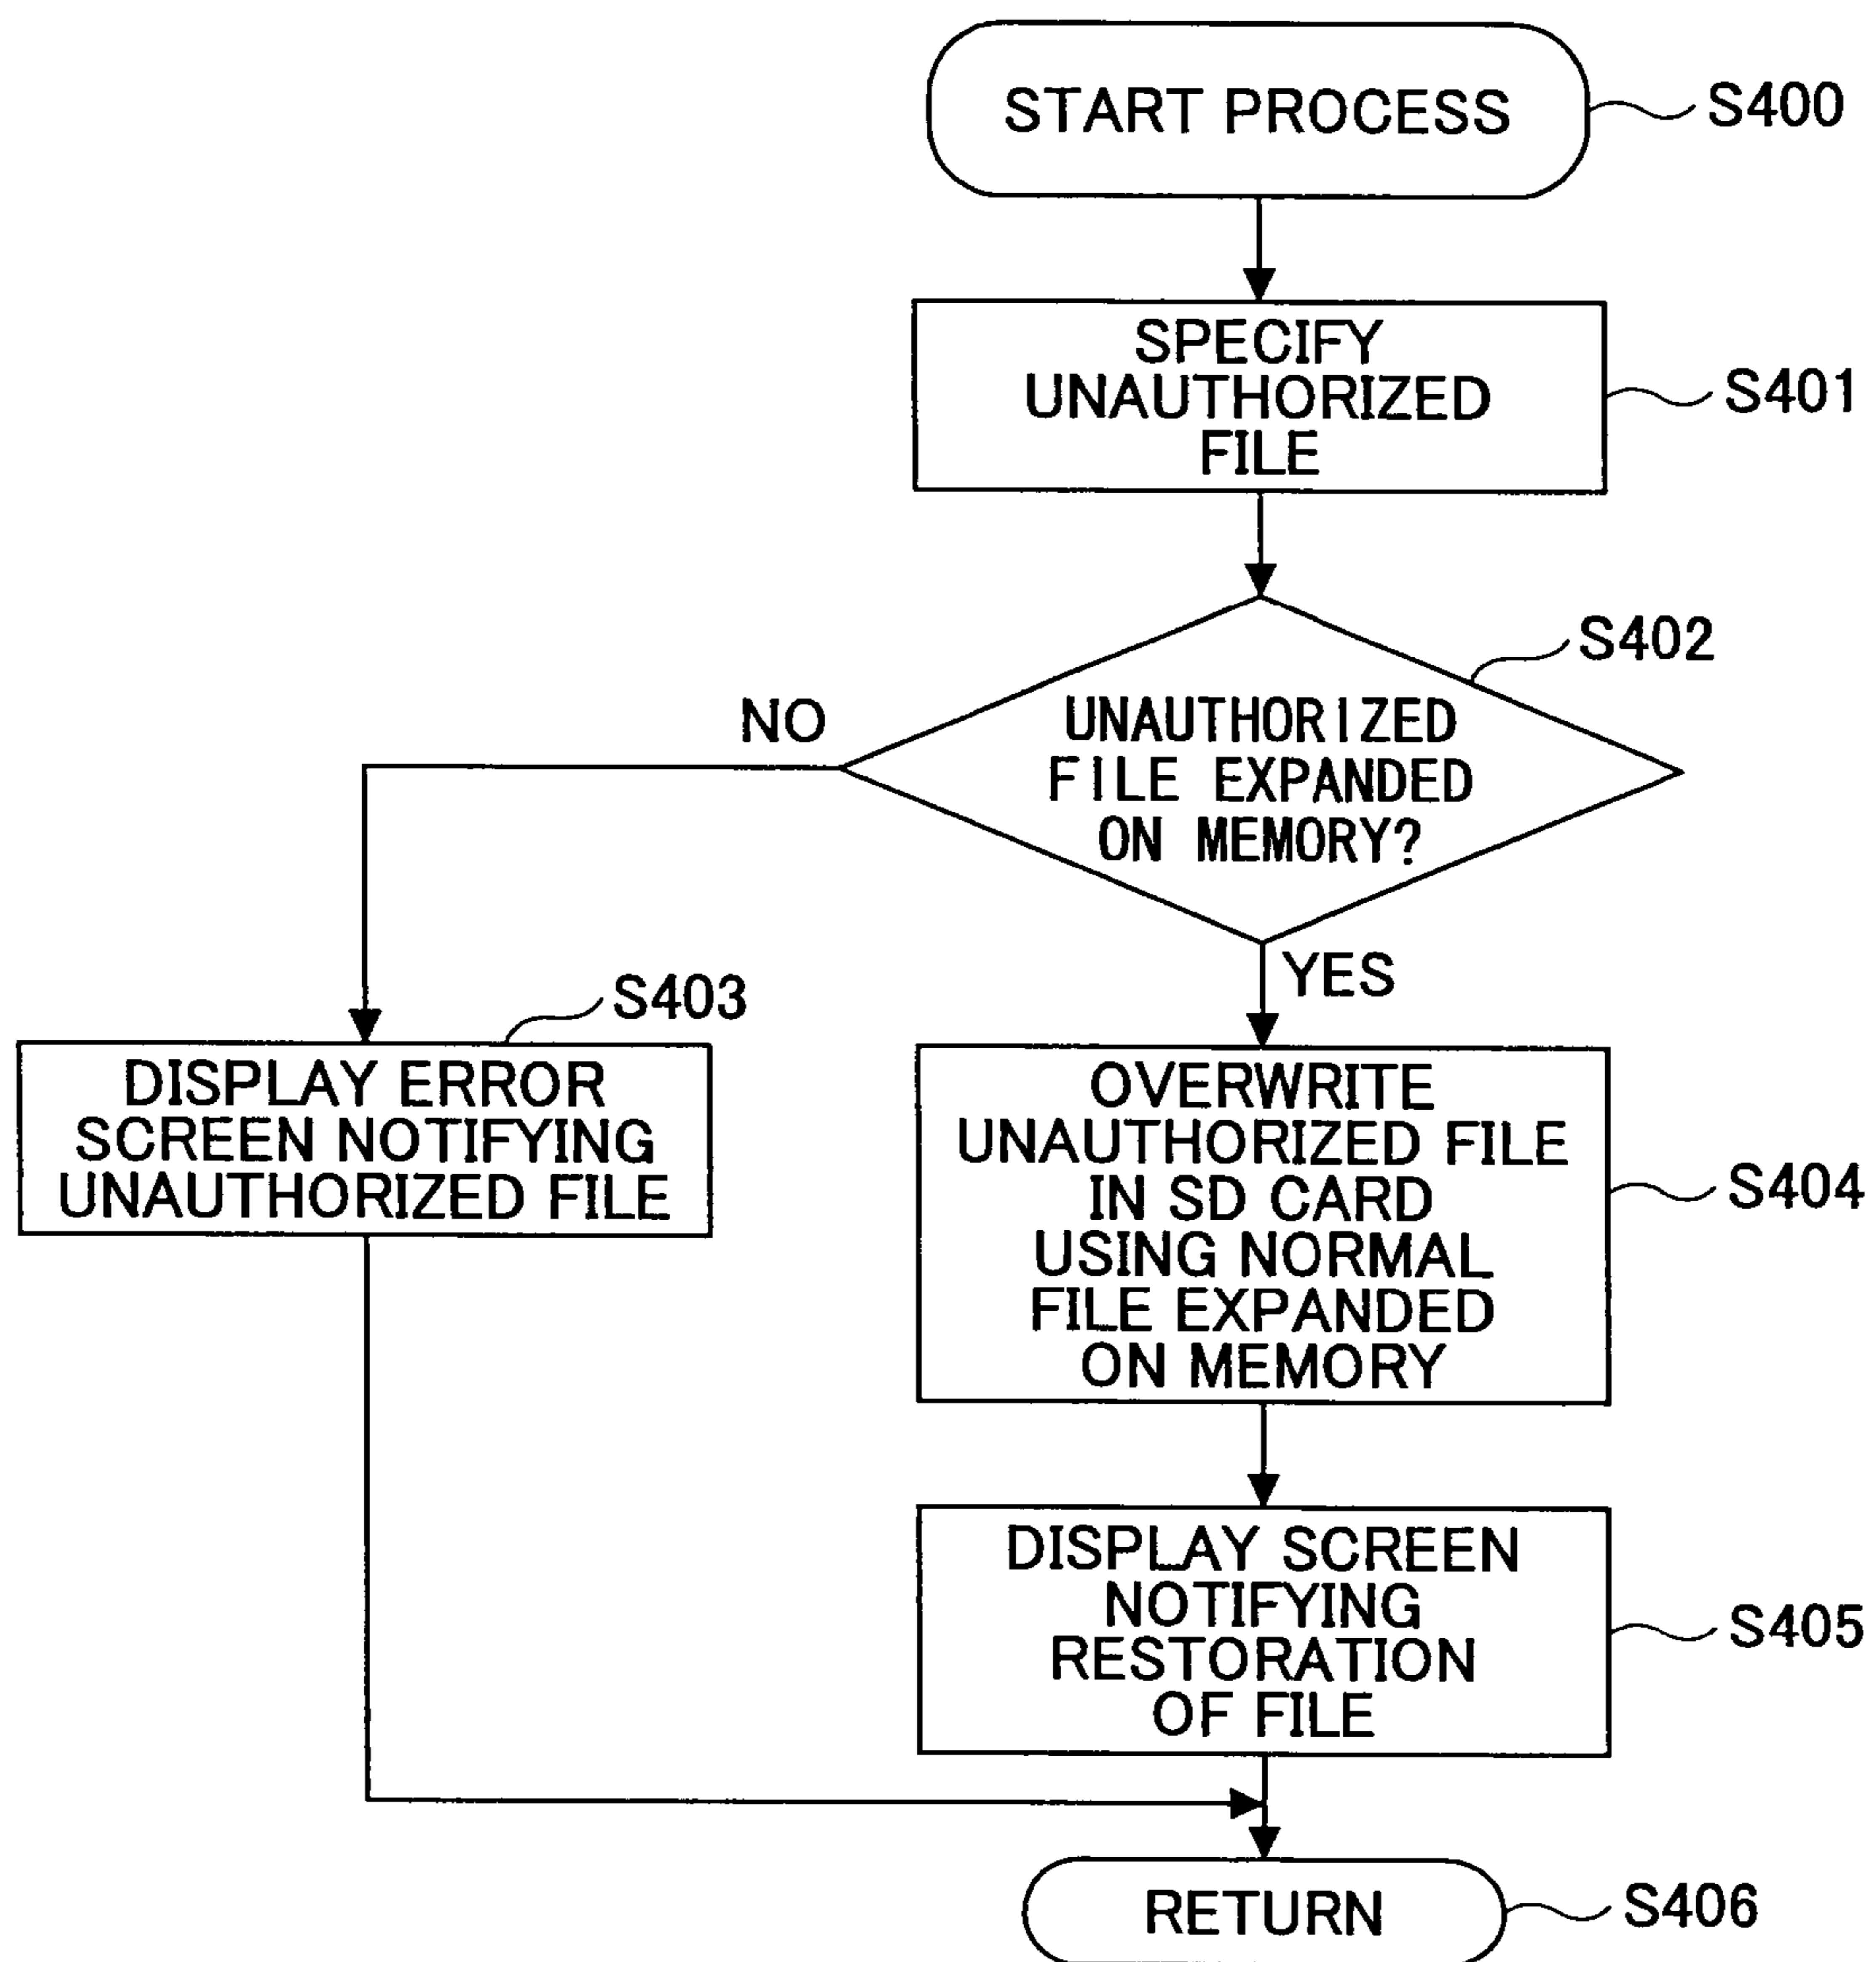 START PROCESS
S400
SPECIFY
UNAUTHORIZED
FILE
S401
S402
UNAUTHORIZED
FILE EXPANDED
ON MEMORY?
NO
YES
S403
DISPLAY ERROR
SCREEN NOTIFYING
UNAUTHORIZED FILE
OVERWRITE
UNAUTHORIZED FILE
IN SD CARD
USING NORMAL
FILE EXPANDED
ON MEMORY
S404
DISPLAY SCREEN
NOTIFYING
RESTORATION
OF FILE
S405
RETURN
S406